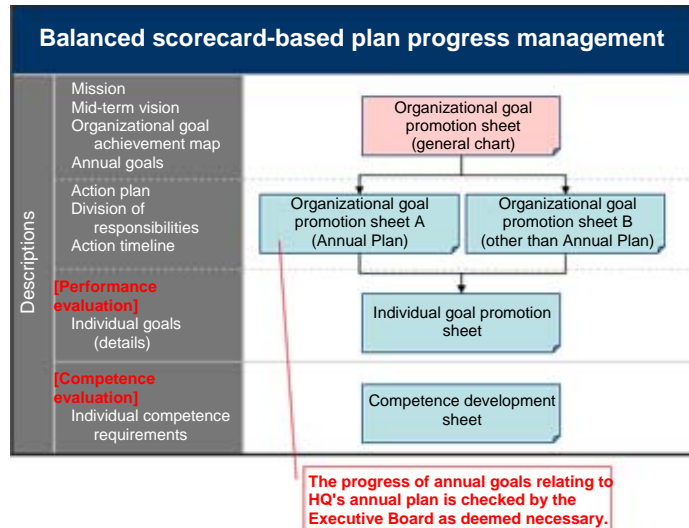 Balanced scorecard-based plan progress management
Descriptions
Mission
Mid-term vision
Organizational goal
achievement map
Annual goals
Organizational goal
promotion sheet
(general chart)
Action plan
Division of
responsibilities
Action timeline
Organizational goal
promotion sheet A
(Annual Plan)
Organizational goal
promotion sheet B
(other than Annual Plan)
[Performance
evaluation]
Individual goals
(details)
Individual goal promotion
sheet
[Competence
evaluation]
Individual competence
requirements
Competence development
sheet
The progress of annual goals relating to
HQ's annual plan is checked by the
Executive Board as deemed necessary.